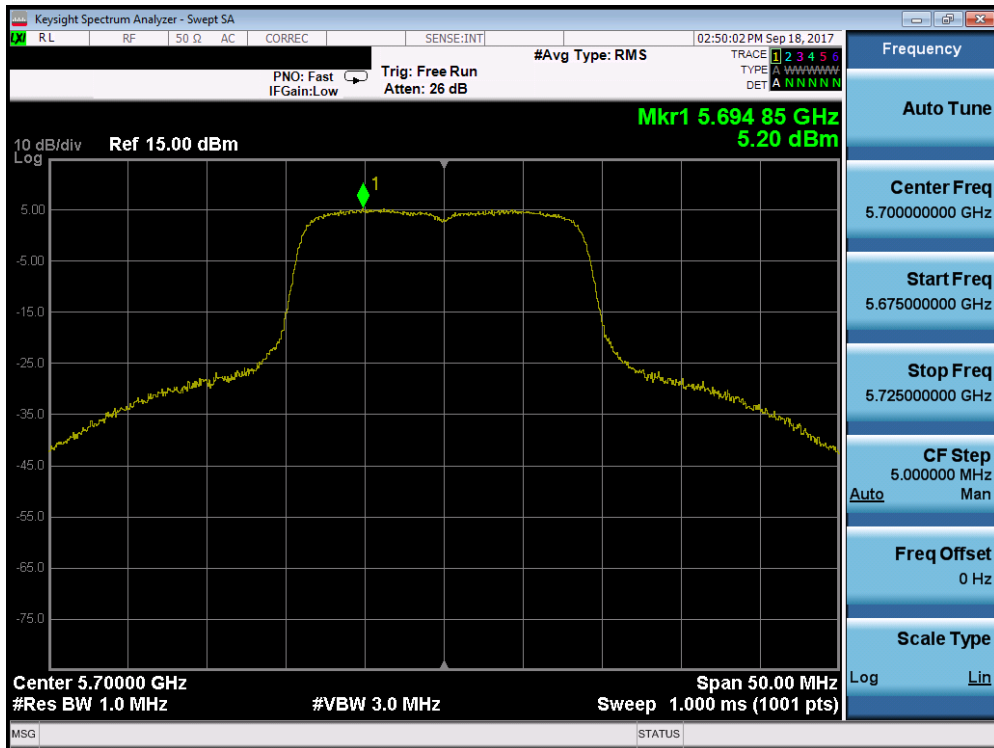 Keysight Spectrum Analyzer - Swept SA
LXI RL RF 50 Ω AC CORREC SENSE:INT 02:50:02 PM Sep 18, 2017
#Avg Type: RMS TRACE 1 2 3 4 5 6
PNO: Fast Trig: Free Run TYPE A WWWWW
IFGain:Low Atten: 26 dB DET A N N N N N
Mkr1 5.694 85 GHz
5.20 dBm
10 dB/div Ref 15.00 dBm
Log
1
5.00
-5.00
-15.0
-25.0
-35.0
-45.0
-55.0
-65.0
-75.0
Center 5.70000 GHz Span 50.00 MHz
#Res BW 1.0 MHz #VBW 3.0 MHz Sweep 1.000 ms (1001 pts)
MSG STATUS
Frequency
Auto Tune
Center Freq
5.700000000 GHz
Start Freq
5.675000000 GHz
Stop Freq
5.725000000 GHz
CF Step
5.000000 MHz
Auto Man
Freq Offset
0 Hz
Scale Type
Log Lin